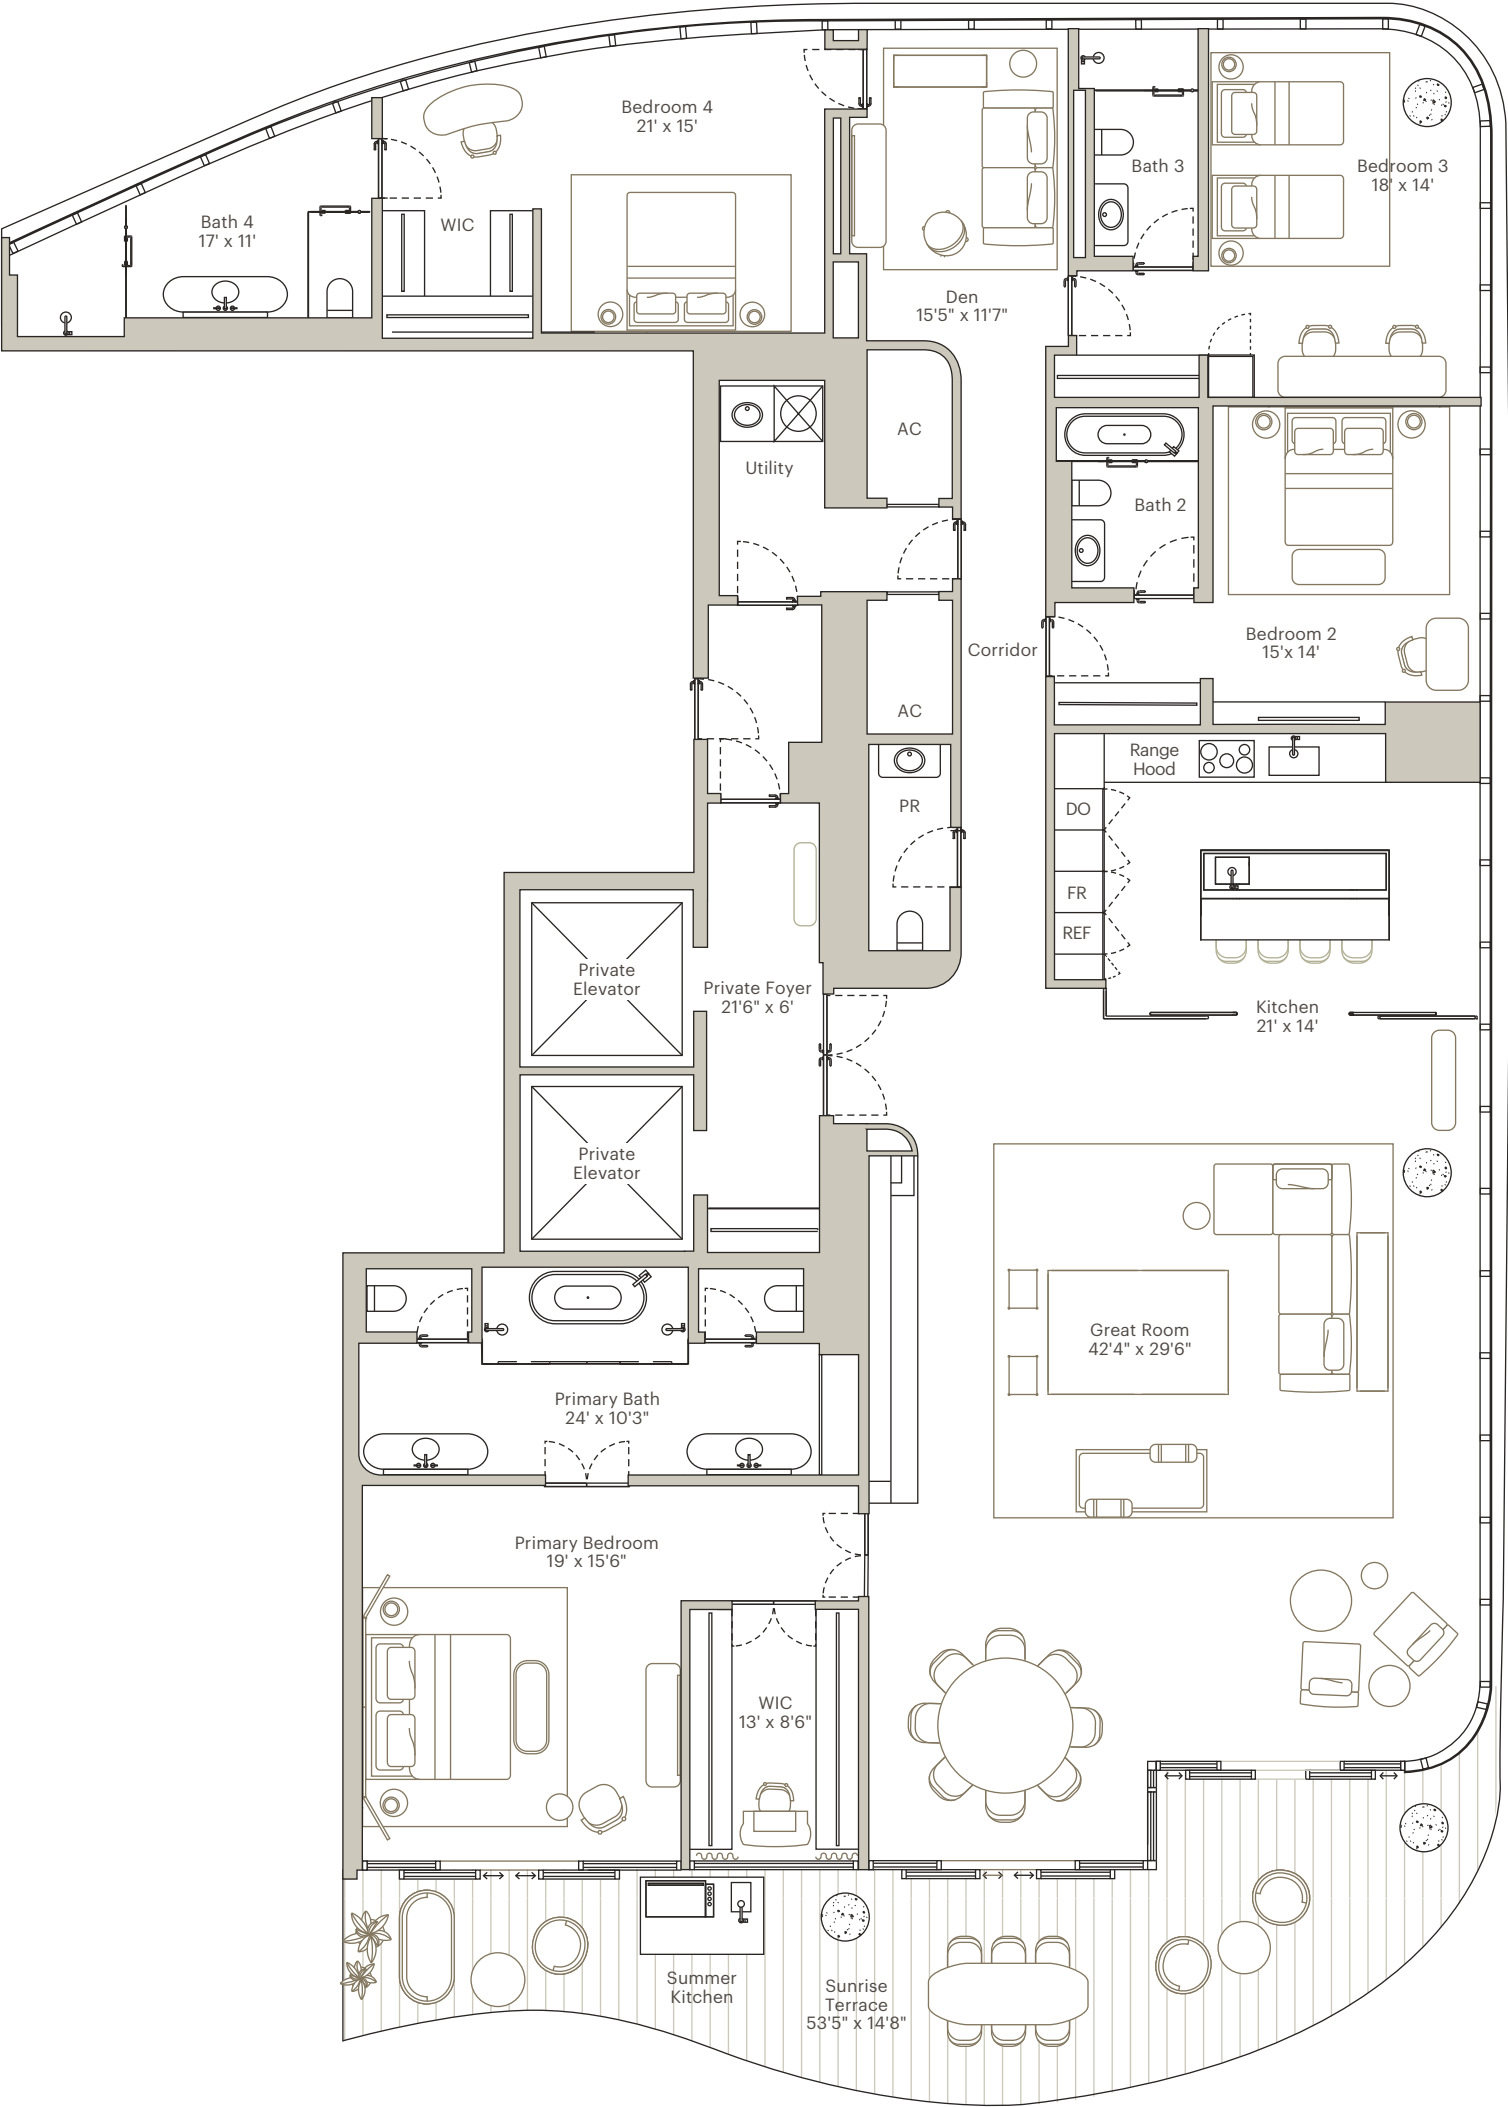 Bedroom 4
21' x 15'
Bath 3
Bedroom 3
18' x 14'
Bath 4
17' x 11'
WIC
Den
15'5" x 11'7"
AC
Utility
Bath 2
Corridor
Bedroom 2
15'x 14'
AC
Range
Hood
PR
DO
FR
REF
Private
Elevator
Private Foyer
21'6" x 6'
Kitchen
21' x 14'
Private
Elevator
Great Room
42'4" x 29'6"
Primary Bath
24' x 10'3"
Primary Bedroom
19' x 15'6"
WIC
13' x 8'6"
Summer
Kitchen
Sunrise
Terrace
53'5" x 14'8"